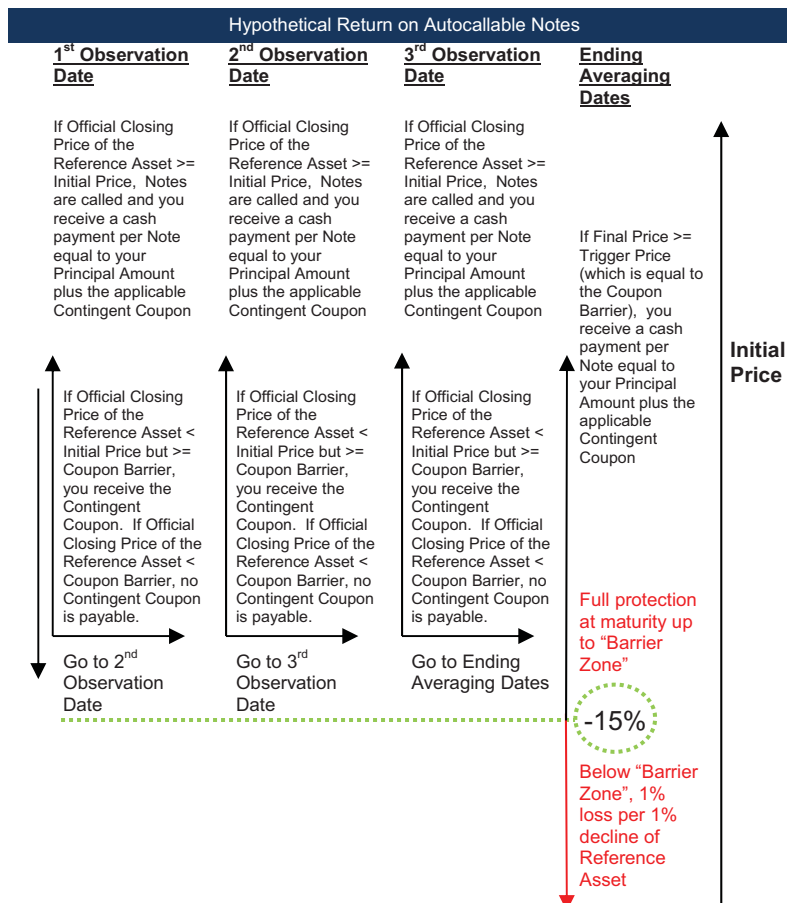 Hypothetical Return on Autocallable Notes
1st Observation
Date
If Official Closing
Price of the
Reference Asset >=
Initial Price, Notes
are called and you
receive a cash
payment per Note
equal to your
Principal Amount
plus the applicable
Contingent Coupon
If Official Closing
Price of the
Reference Asset <
Initial Price but >=
Coupon Barrier,
you receive the
Contingent
Coupon. If Official
Closing Price of the
Reference Asset <
Coupon Barrier, no
Contingent Coupon
is payable.
Go to 2nd
Observation
Date
2nd Observation
Date
If Official Closing
Price of the
Reference Asset >=
Initial Price, Notes
are called and you
receive a cash
payment per Note
equal to your
Principal Amount
plus the applicable
Contingent Coupon
If Official Closing
Price of the
Reference Asset <
Initial Price but >=
Coupon Barrier,
you receive the
Contingent
Coupon. If Official
Closing Price of the
Reference Asset <
Coupon Barrier, no
Contingent Coupon
is payable.
Go to 3rd
Observation
Date
3rd Observation
Date
If Official Closing
Price of the
Reference Asset >=
Initial Price, Notes
are called and you
receive a cash
payment per Note
equal to your
Principal Amount
plus the applicable
Contingent Coupon
If Official Closing
Price of the
Reference Asset <
Initial Price but >=
Coupon Barrier,
you receive the
Contingent
Coupon. If Official
Closing Price of the
Reference Asset <
Coupon Barrier, no
Contingent Coupon
is payable.
Go to Ending
Averaging Dates
Ending
Averaging
Dates
If Final Price >=
Trigger Price
(which is equal to
the Coupon
Barrier), you
receive a cash
payment per
Note equal to
your Principal
Amount plus the
applicable
Contingent
Coupon
Full protection
at maturity up
to “Barrier
Zone”
-15%
Below “Barrier
Zone”, 1%
loss per 1%
decline of
Reference
Asset
Initial
Price